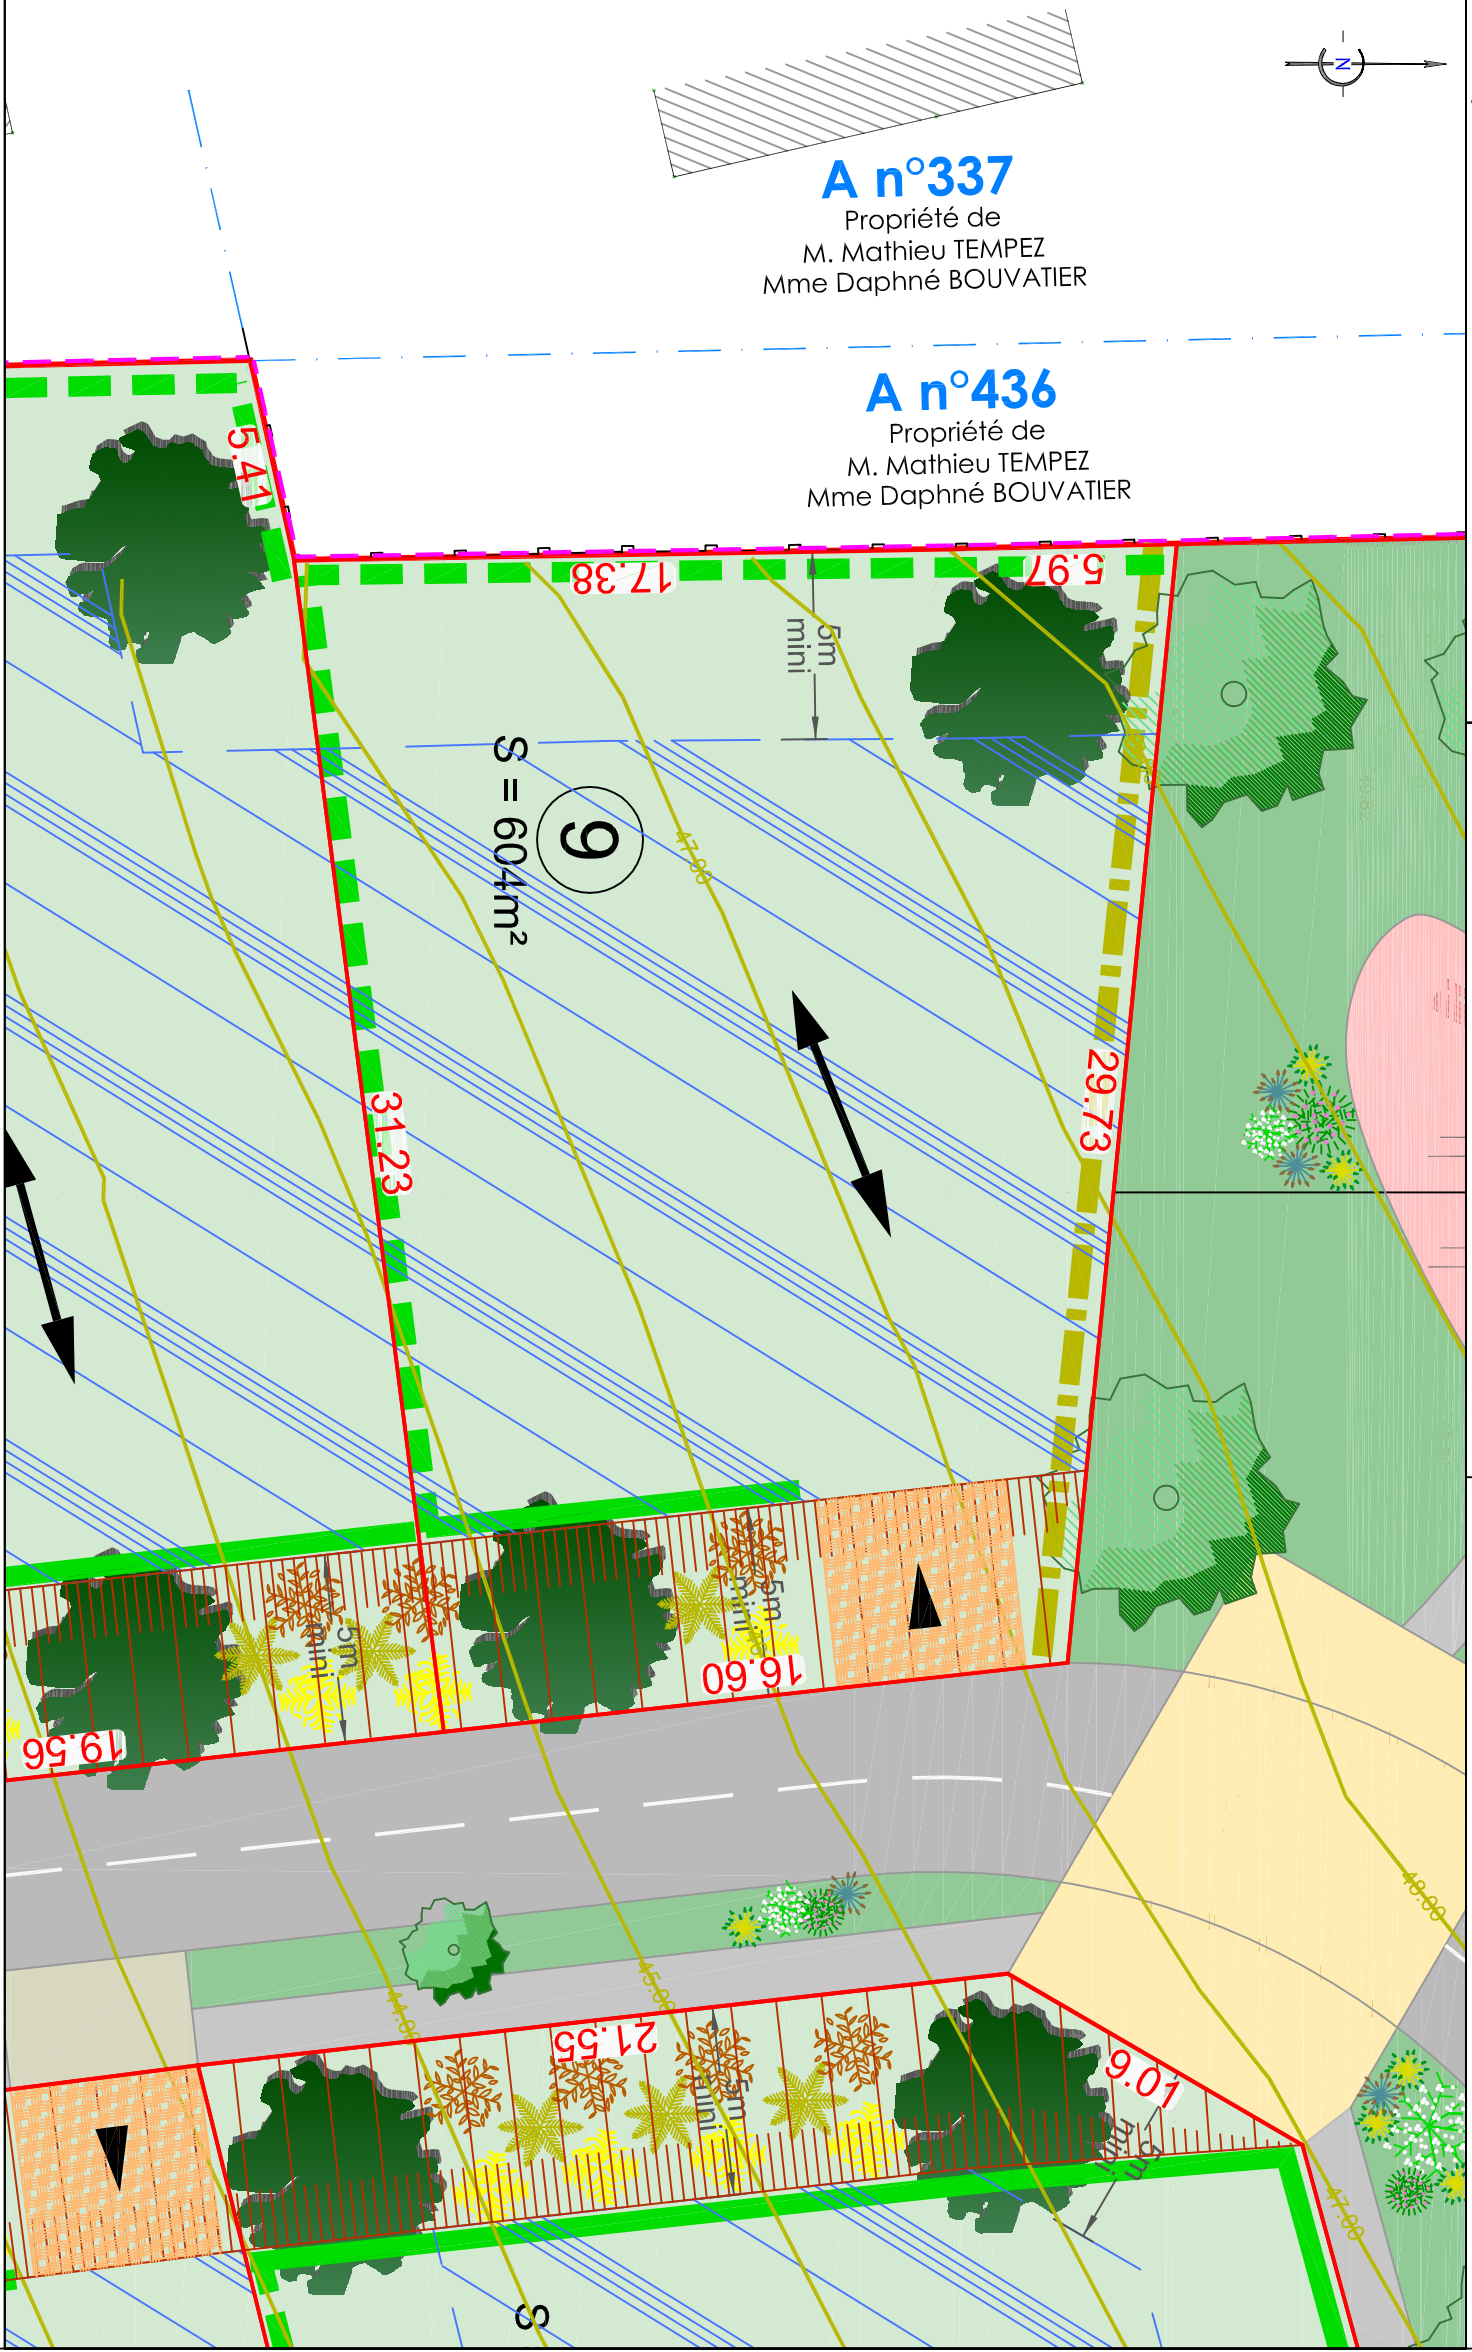 N
A n°337
Propriété de
M. Mathieu TEMPEZ
Mme Daphné BOUVATIER
A n°436
Propriété de
M. Mathieu TEMPEZ
Mme Daphné BOUVATIER
5.41
17.38
5.97
5m
mini
9
S = 604m²
47.00
31.23
29.73
5m
mini
5m
mini
16.60
19.56
48.00
44.00
45.00
21.55
9.01
5m
mini
5m
mini
47.00